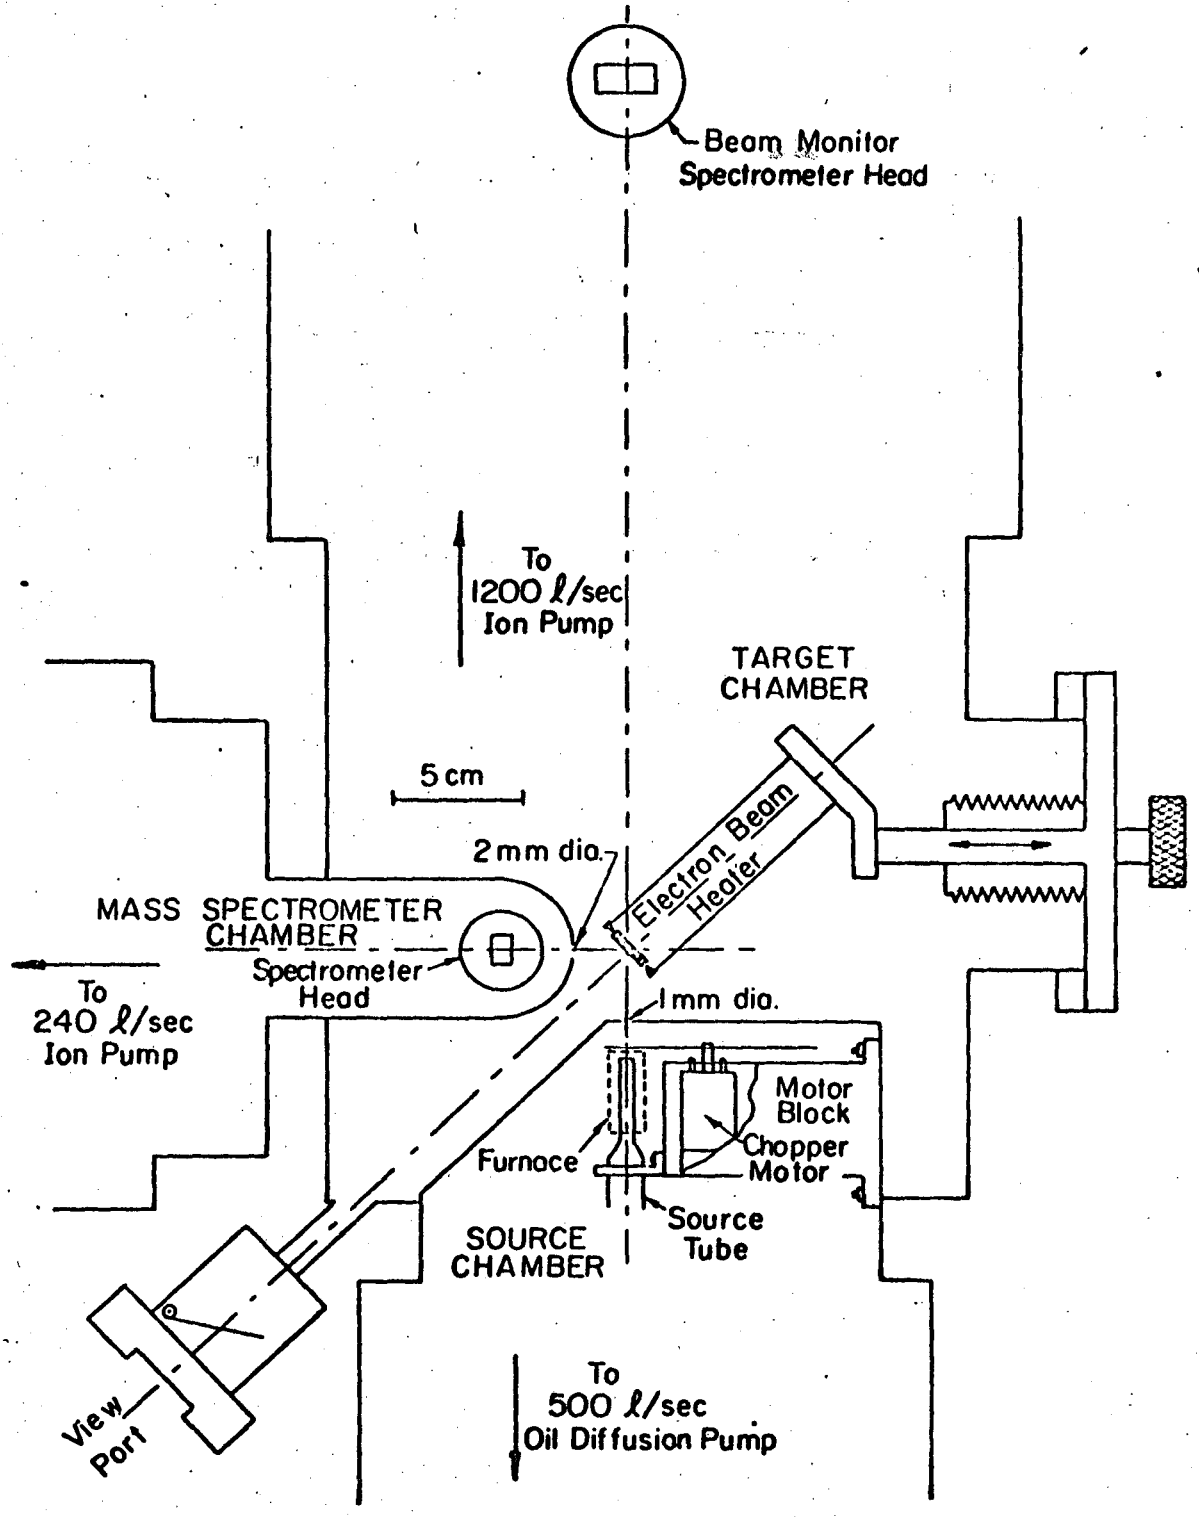 Beam Monitor
Spectrometer Head
To
1200 ℓ/sec
Ion Pump
TARGET
CHAMBER
5 cm
2 mm dia.
Electron Beam
Heater
MASS SPECTROMETER
CHAMBER
Spectrometer
Head
To
240 ℓ/sec
Ion Pump
1 mm dia.
Motor
Block
Chopper
Motor
Furnace
Source
Tube
SOURCE
CHAMBER
To
500 ℓ/sec
Oil Diffusion Pump
View
Port